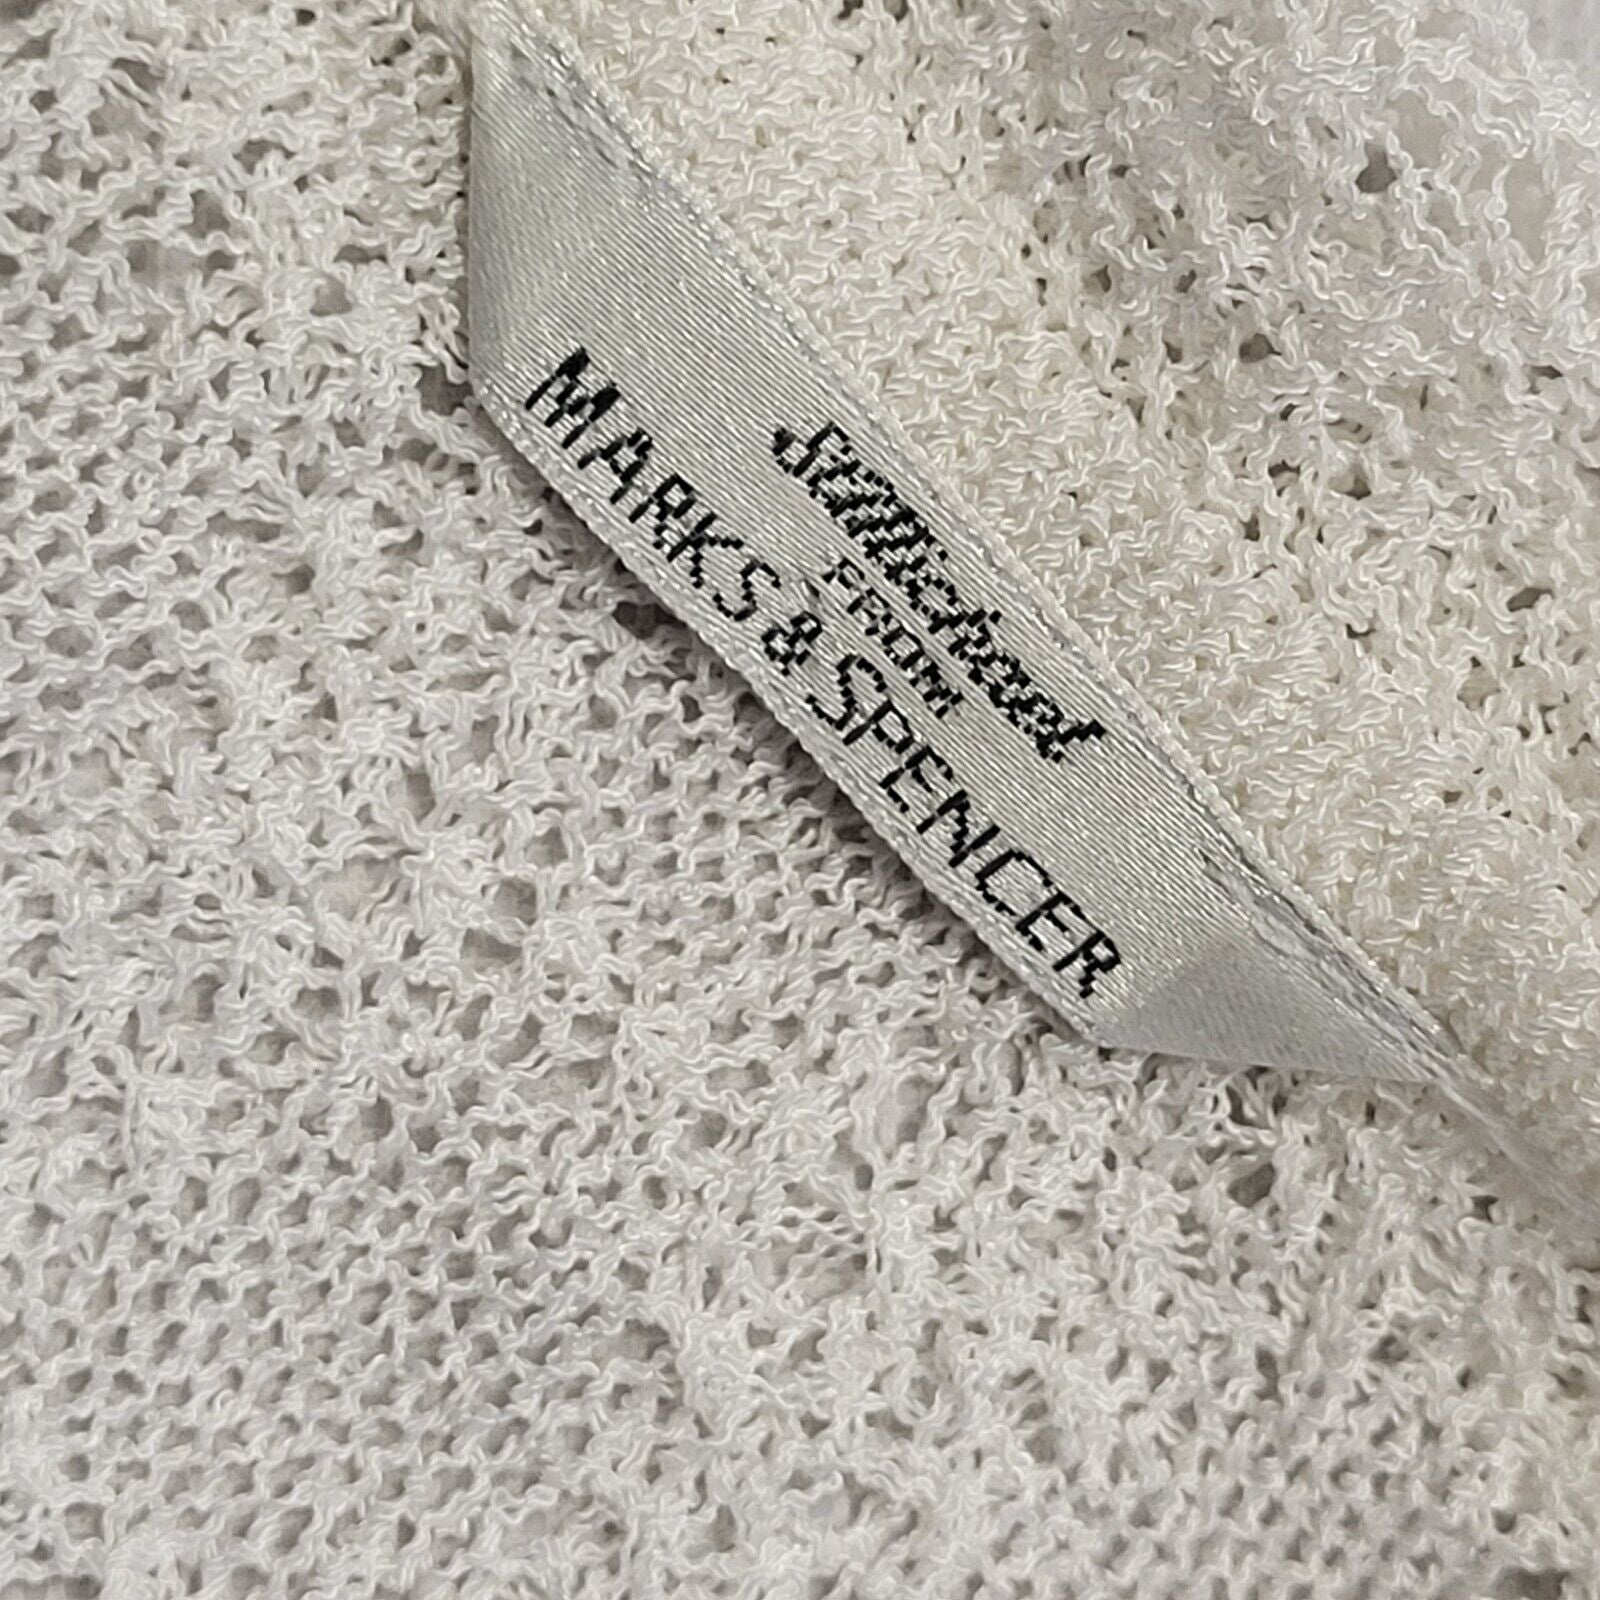 St Michael
FROM
MARKS & SPENCER